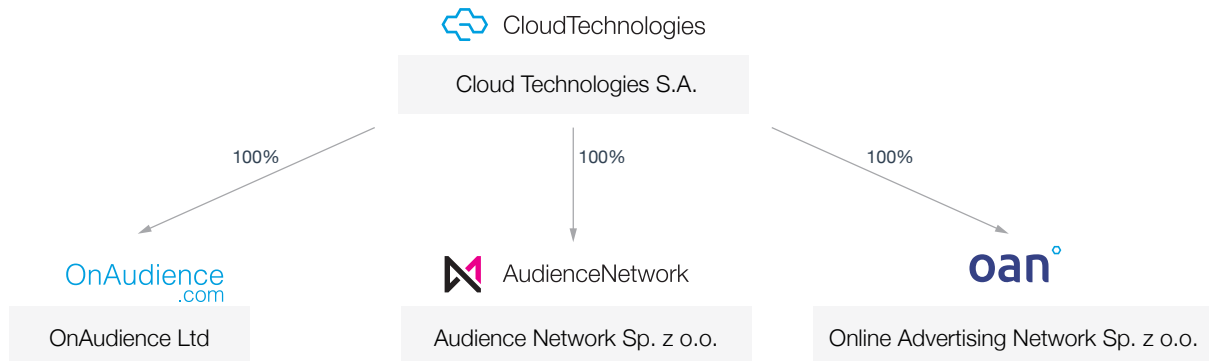 CloudTechnologies
Cloud Technologies S.A.
100%
100%
100%
OnAudience
.com
AudienceNetwork
oan
OnAudience Ltd
Audience Network Sp. z o.o.
Online Advertising Network Sp. z o.o.